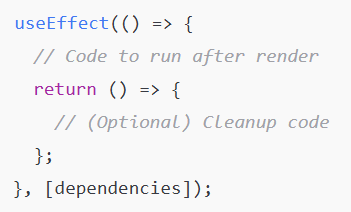 useEffect(() => {
  // Code to run after render
  return () => {
    // (Optional) Cleanup code
  };
}, [dependencies]);